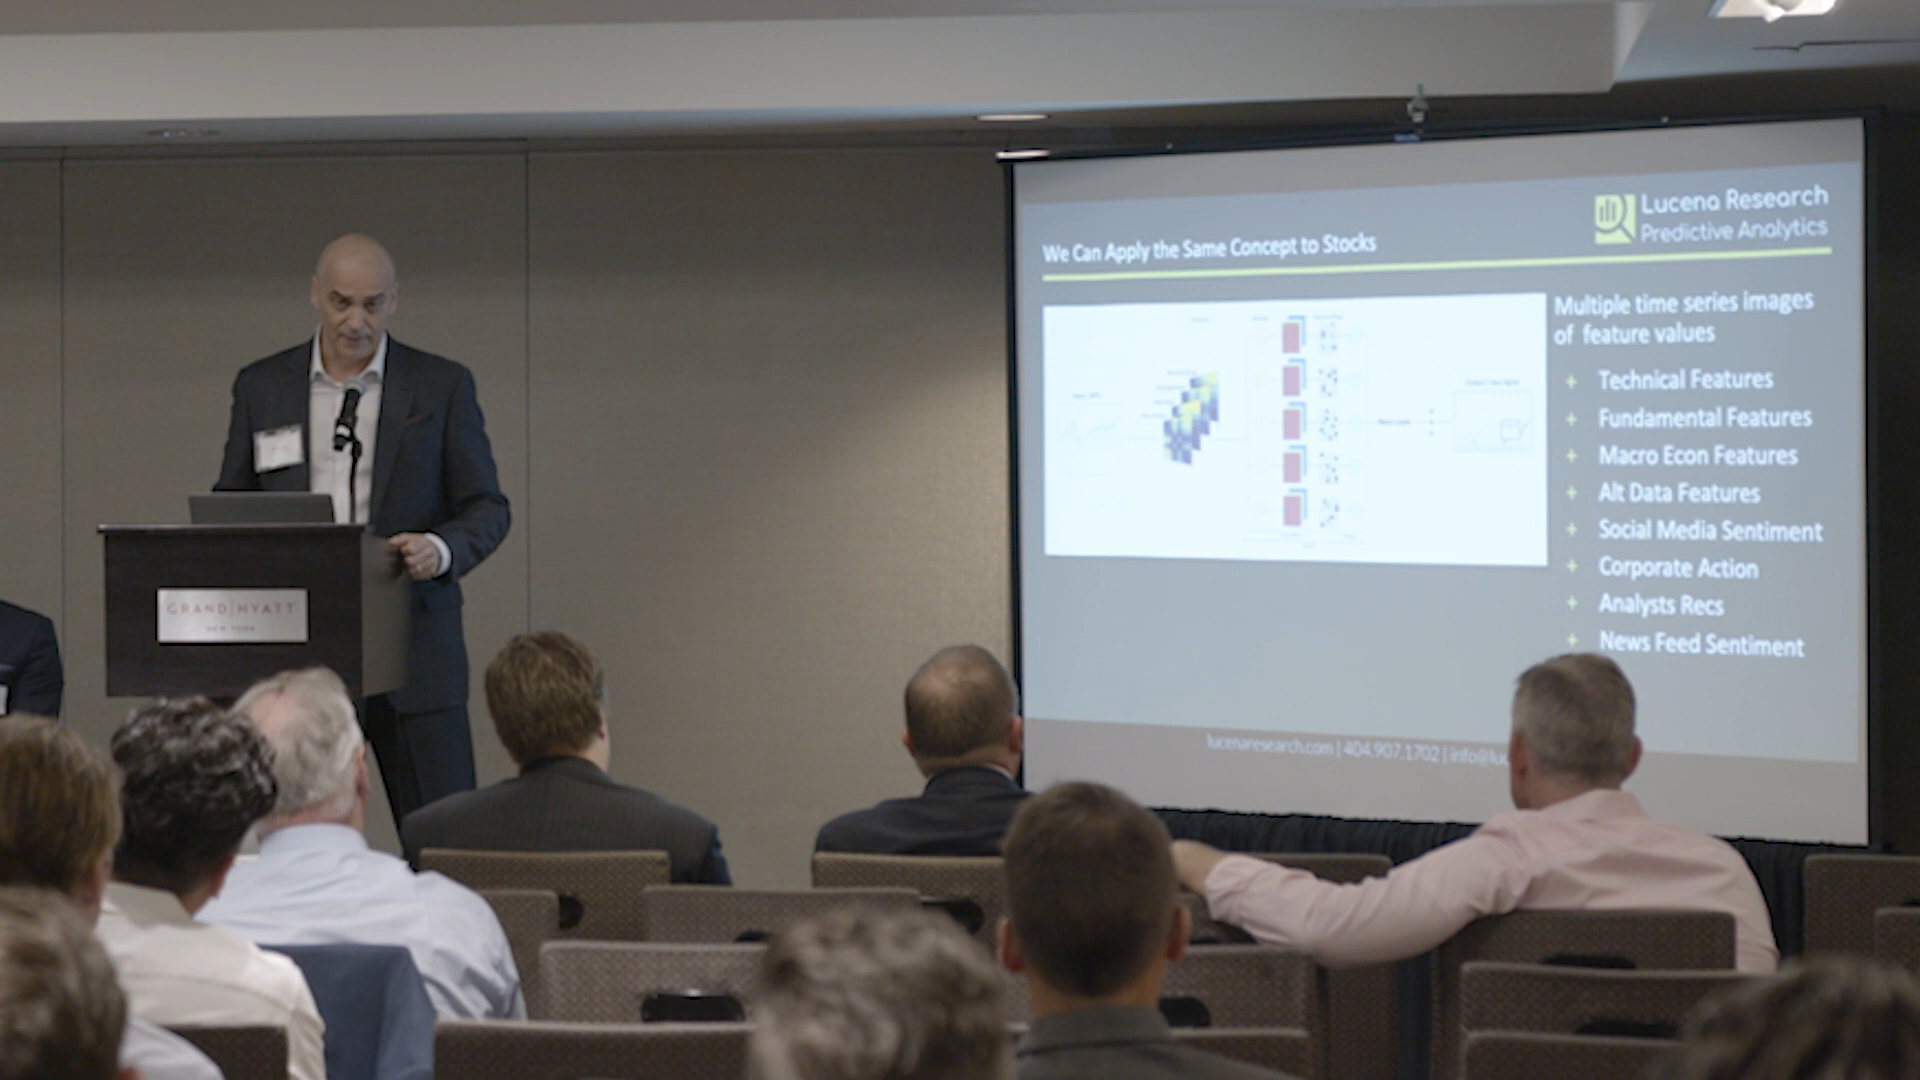 Lucena Research
Predictive Analytics
We Can Apply the Same Concept to Stocks
Multiple time series images
of feature values
+ Technical Features
+ Fundamental Features
+ Macro Econ Features
+ Alt Data Features
+ Social Media Sentiment
+ Corporate Action
+ Analysts Recs
+ News Feed Sentiment
lucenaresearch.com | 404.907.1702 |
GRAND|HYATT
NEW YORK